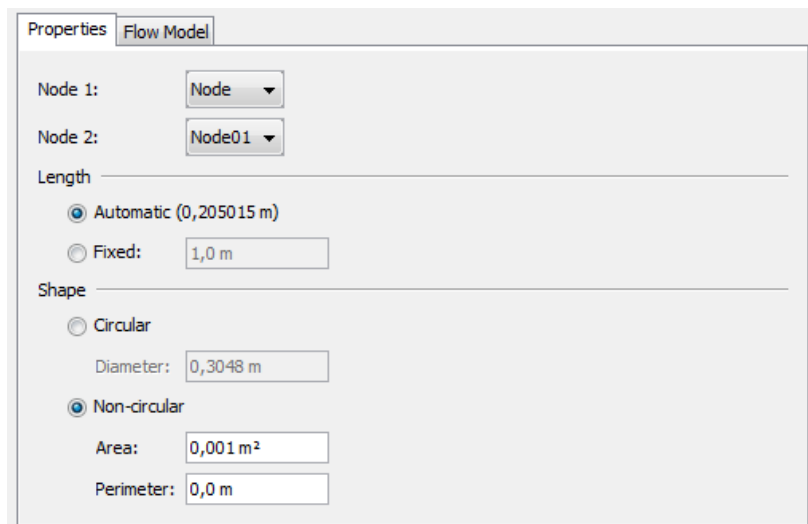 Properties Flow Model
Node 1: Node
Node 2: Node01
Length
Automatic (0,205015 m)
Fixed: 1,0 m
Shape
Circular
Diameter: 0,3048 m
Non-circular
Area: 0,001 m²
Perimeter: 0,0 m